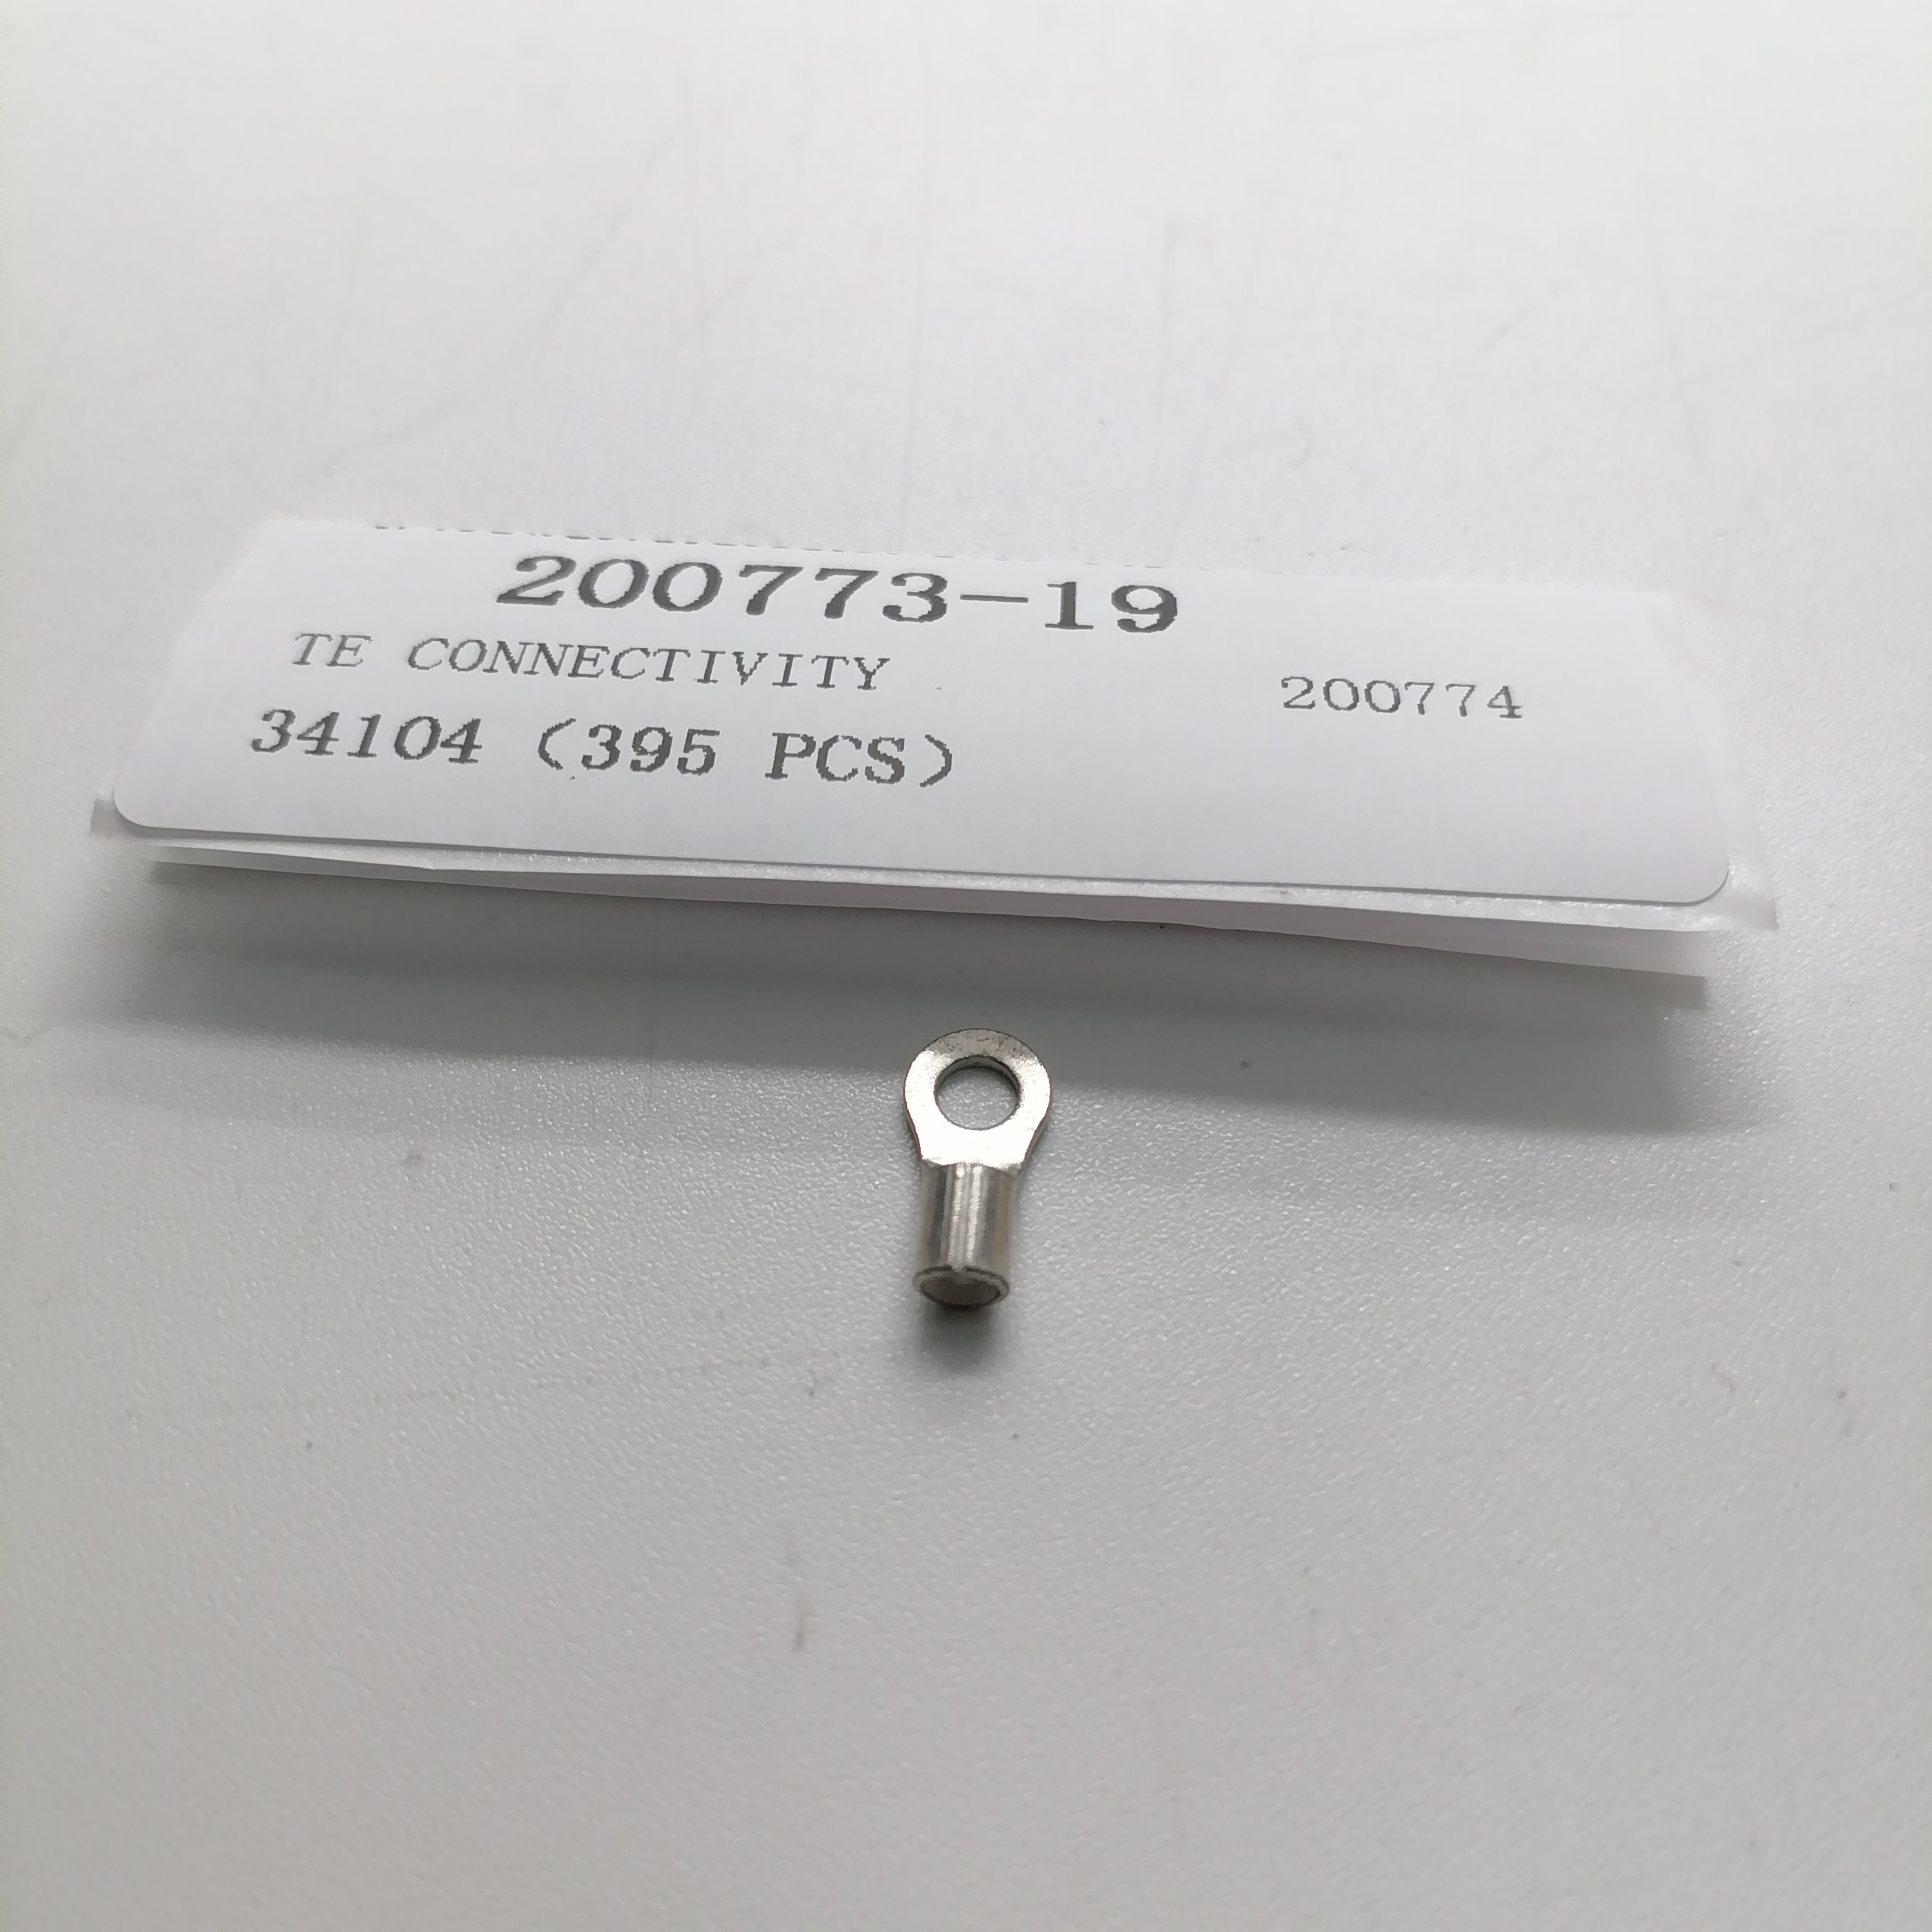 200773-19
TE CONNECTIVITY 200774
34104 (395 PCS)